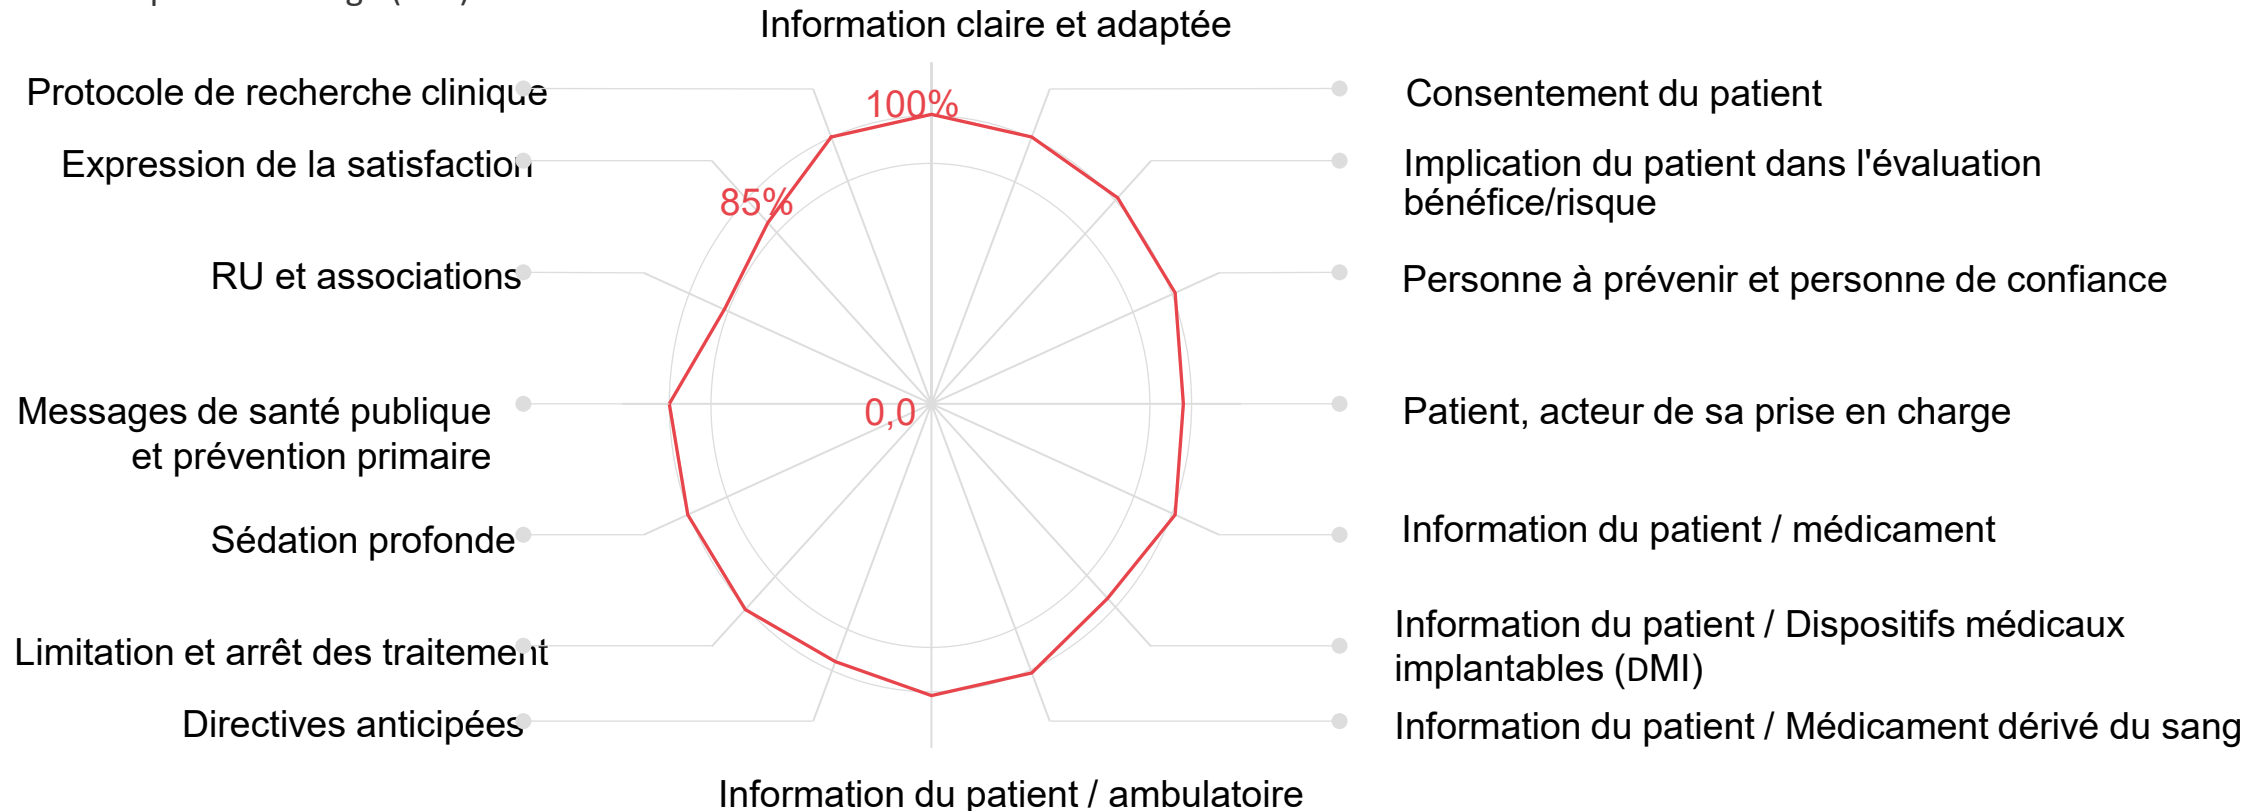 Information claire et adaptée
Protocole de recherche clinique
Consentement du patient
100%
Expression de la satisfaction
Implication du patient dans l'évaluation
bénéfice/risque
85%
RU et associations
Personne à prévenir et personne de confiance
Messages de santé publique
et prévention primaire
0,0
Patient, acteur de sa prise en charge
Sédation profonde
Information du patient / médicament
Limitation et arrêt des traitement
Information du patient / Dispositifs médicaux
implantables (DMI)
Directives anticipées
Information du patient / Médicament dérivé du sang
Information du patient / ambulatoire